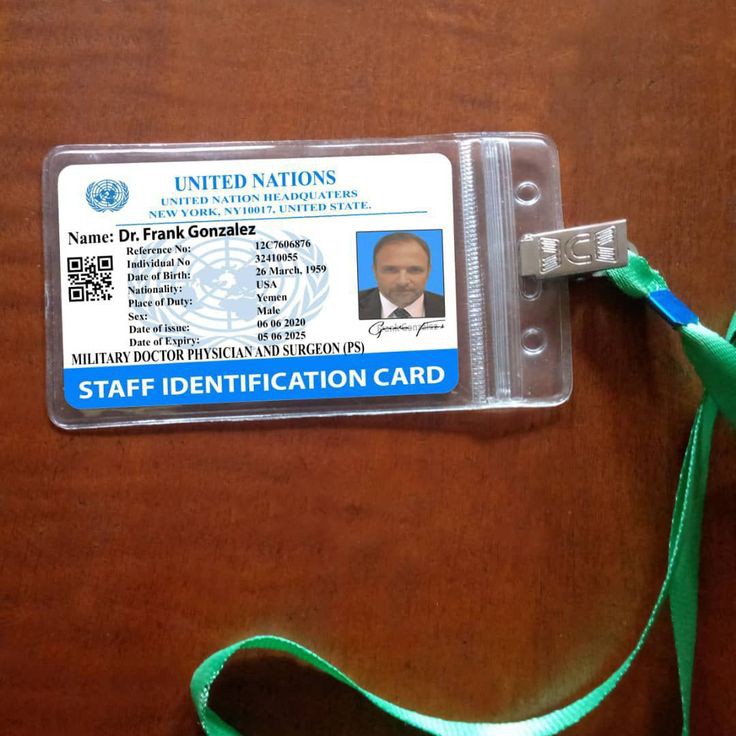 UNITED NATIONS
UNITED NATION HEADQUATERS
NEW YORK, NY10017, UNITED STATE.
Name: Dr. Frank Gonzalez
Reference No: 12C7606876
Individual No 32410055
Date of Birth: 26 March, 1959
Nationality: USA
Place of Duty: Yemen
Sex: Male
Date of issue: 06 06 2020
Date of Expiry: 05 06 2025
MILITARY DOCTOR PHYSICIAN AND SURGEON (PS)
STAFF IDENTIFICATION CARD